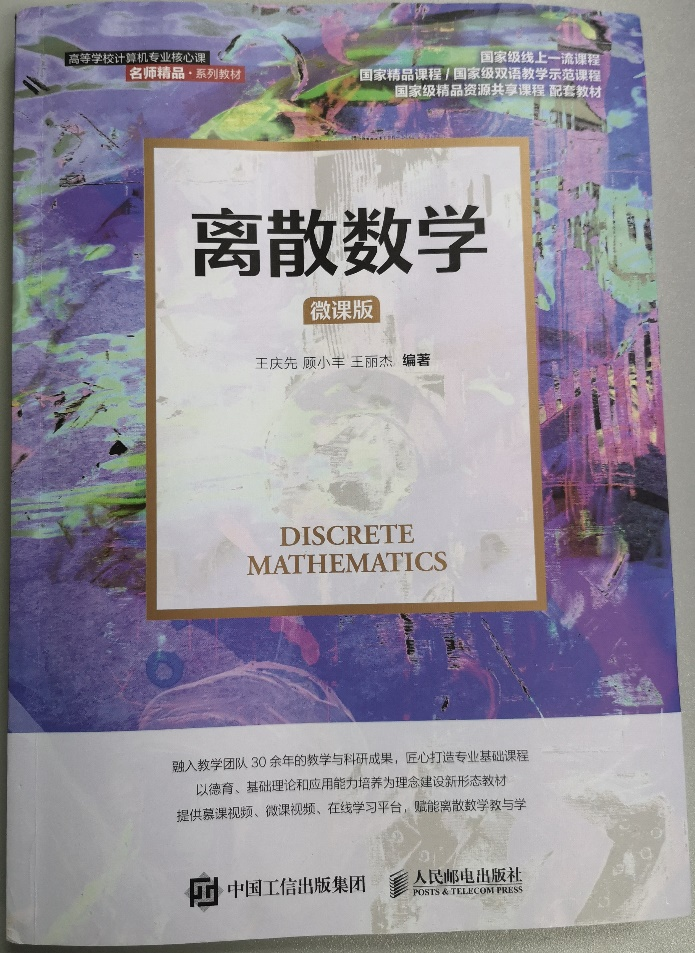 高等学校计算机专业核心课
名师精品·系列教材
国家级线上一流课程
国家精品课程 / 国家级双语教学示范课程
国家级精品资源共享课程 配套教材
离散数学
微课版
王庆先 顾小丰 王丽杰 编著
DISCRETE
MATHEMATICS
融入教学团队 30 余年的教学与科研成果，匠心打造专业基础课程
以德育、基础理论和应用能力培养为理念建设新形态教材
提供慕课视频、微课视频、在线学习平台，赋能离散数学教与学
中国工信出版集团
人民邮电出版社
POSTS & TELECOM PRESS